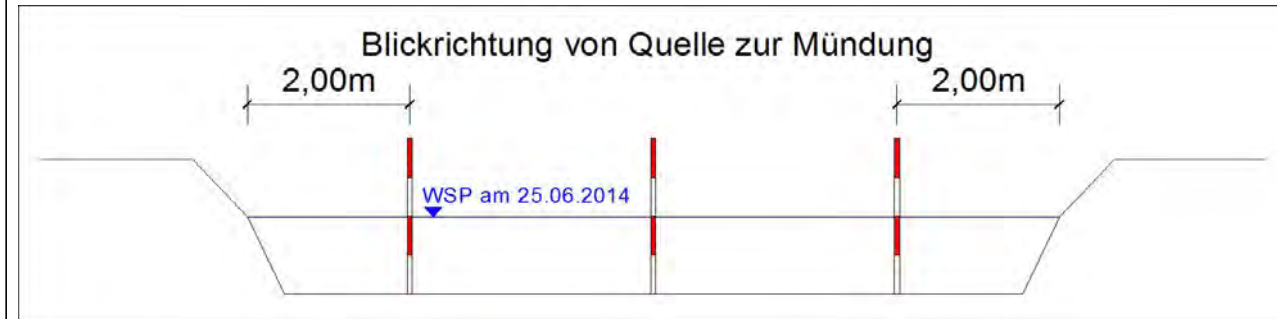 Blickrichtung von Quelle zur Mündung
2,00m 2,00m
WSP am 25.06.2014